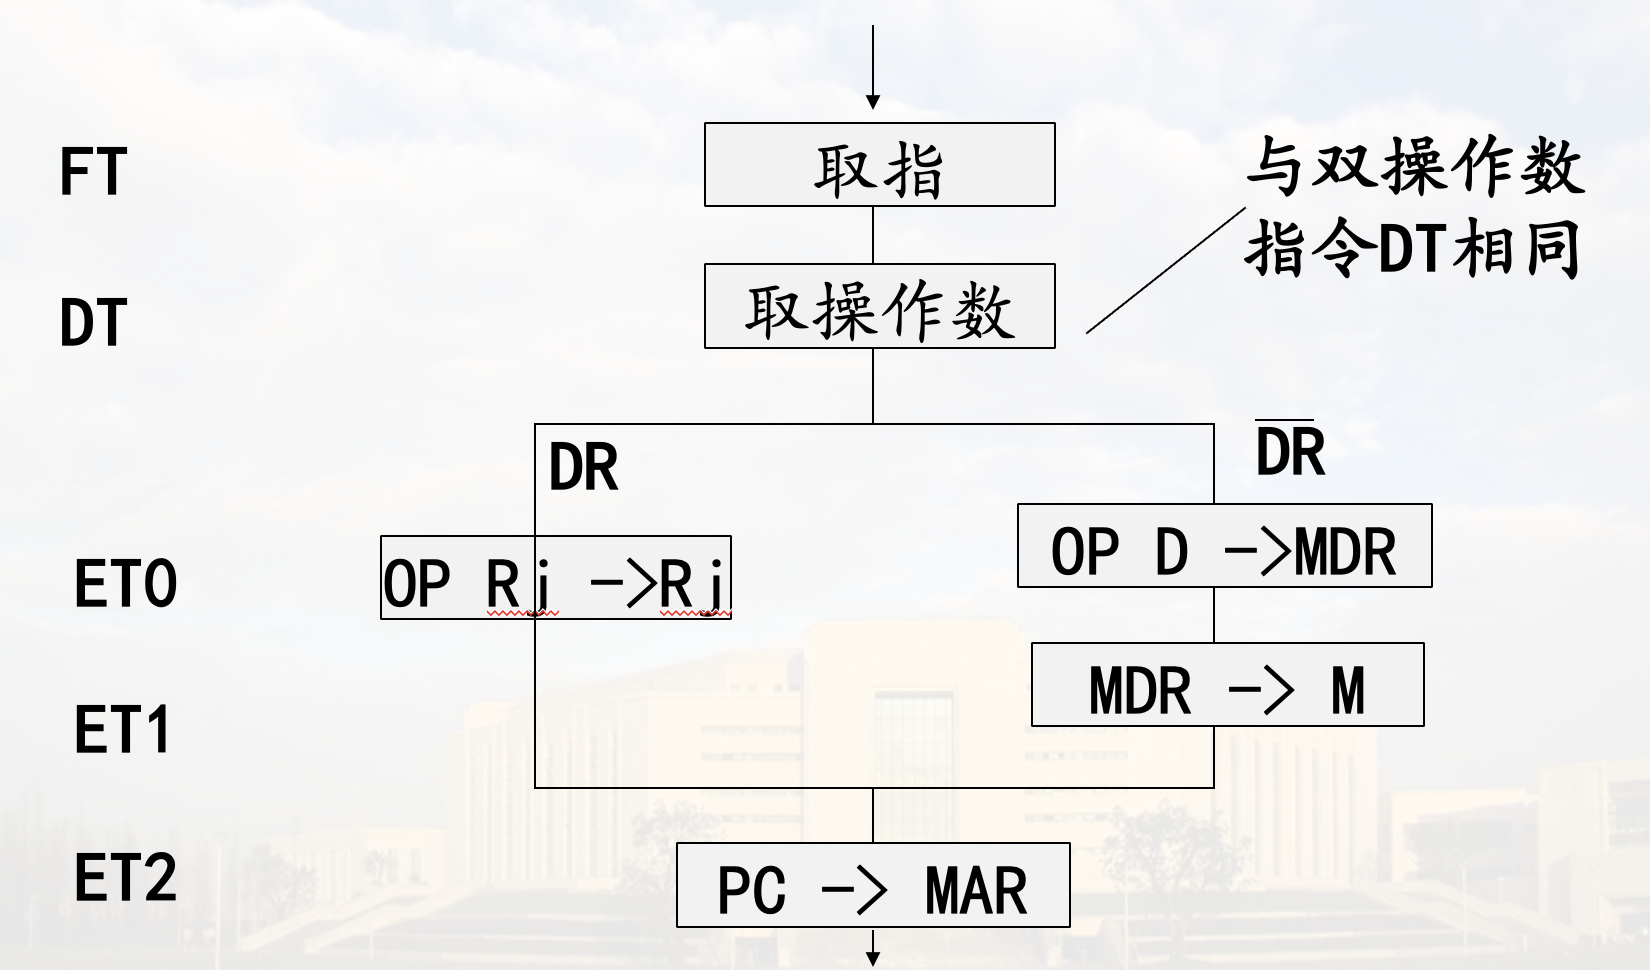 FT
取指
与双操作数
指令DT相同
DT
取操作数
DR
DR
OP D ->MDR
ET0
OP Rj ->Rj
MDR -> M
ET1
ET2
PC -> MAR